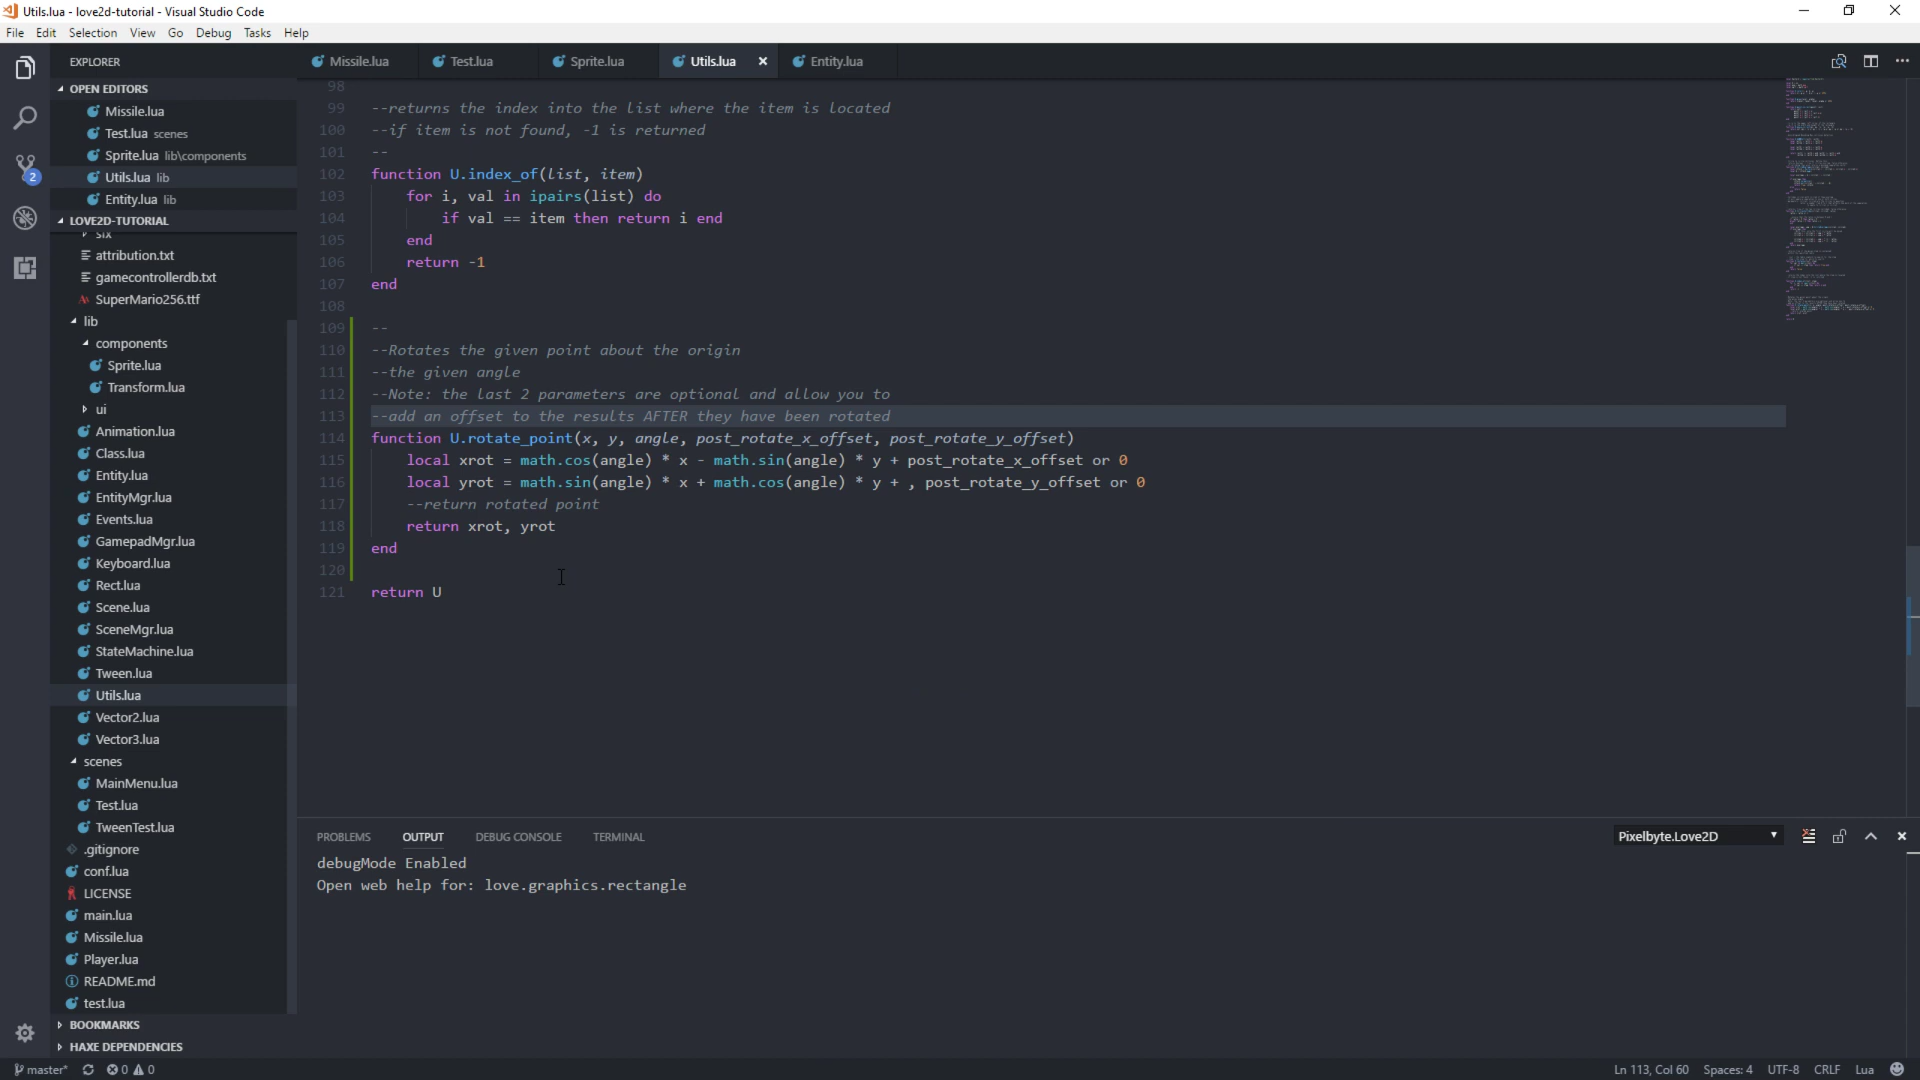 Utils.lua - love2d-tutorial - Visual Studio Code
File Edit Selection View Go Debug Tasks Help
EXPLORER
OPEN EDITORS
Missile.lua
Test.lua scenes
Sprite.lua lib\components
Utils.lua lib
Entity.lua lib
LOVE2D-TUTORIAL
attribution.txt
gamecontrollerdb.txt
SuperMario256.ttf
lib
components
Sprite.lua
Transform.lua
ui
Animation.lua
Class.lua
Entity.lua
EntityMgr.lua
Events.lua
GamepadMgr.lua
Keyboard.lua
Rect.lua
Scene.lua
SceneMgr.lua
StateMachine.lua
Tween.lua
Utils.lua
Vector2.lua
Vector3.lua
scenes
MainMenu.lua
Test.lua
TweenTest.lua
.gitignore
conf.lua
LICENSE
main.lua
Missile.lua
Player.lua
README.md
test.lua
BOOKMARKS
HAXE DEPENDENCIES
2
Missile.lua Test.lua Sprite.lua Utils.lua Entity.lua
98
99 --returns the index into the list where the item is located
100 --if item is not found, -1 is returned
101 --
102 function U.index_of(list, item)
103 for i, val in ipairs(list) do
104 if val == item then return i end
105 end
106 return -1
107 end
108
109 --
110 --Rotates the given point about the origin
111 --the given angle
112 --Note: the last 2 parameters are optional and allow you to
113 --add an offset to the results AFTER they have been rotated
114 function U.rotate_point(x, y, angle, post_rotate_x_offset, post_rotate_y_offset)
115 local xrot = math.cos(angle) * x - math.sin(angle) * y + post_rotate_x_offset or 0
116 local yrot = math.sin(angle) * x + math.cos(angle) * y + , post_rotate_y_offset or 0
117 --return rotated point
118 return xrot, yrot
119 end
120
121 return U
PROBLEMS OUTPUT DEBUG CONSOLE TERMINAL Pixelbyte.Love2D
debugMode Enabled
Open web help for: love.graphics.rectangle
master* 0 0 Ln 113, Col 60 Spaces: 4 UTF-8 CRLF Lua